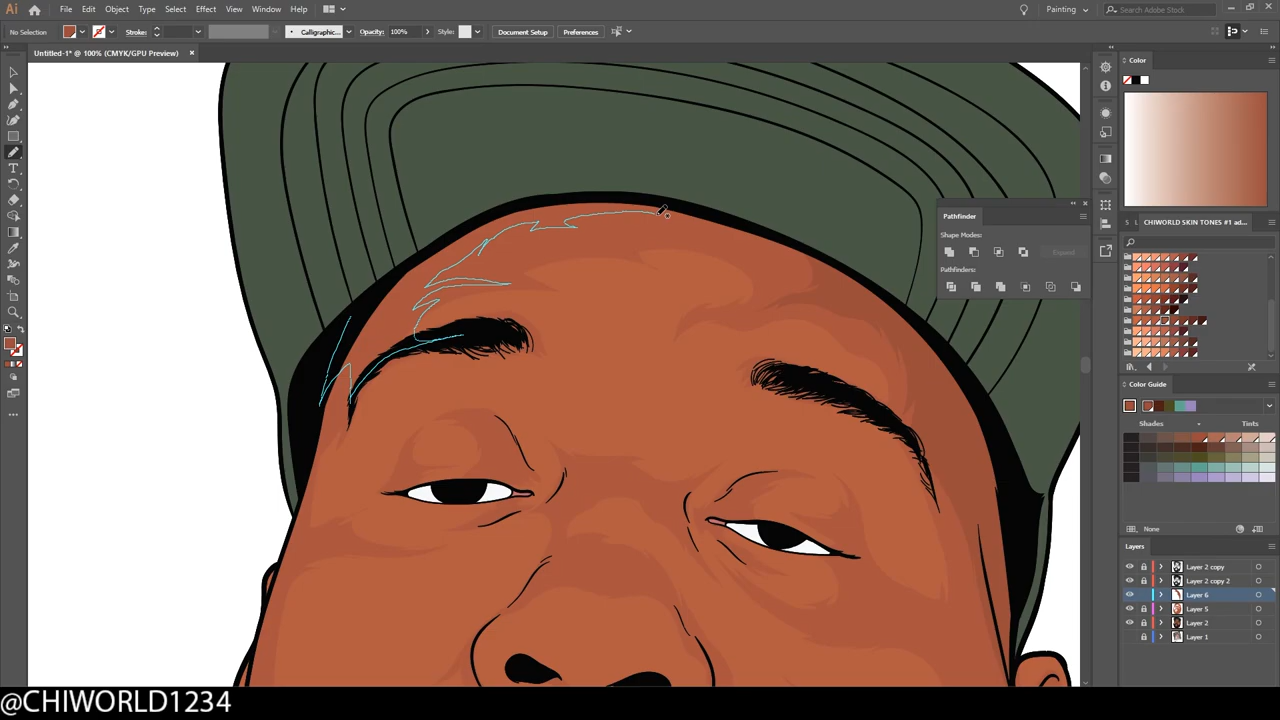 Ai File Edit Object Type Select Effect View Window Help Painting Search Adobe Stock
No Selection Stroke: Calligraphic... Opacity: 100% Style: Document Setup Preferences
Untitled-1* @ 100% (CMYK/GPU Preview) ×
Color
Pathfinder
Shape Modes:
Expand
Pathfinders:
S L CHIWORLD SKIN TONES #1 ad...
Color Guide
Shades Tints
None
Layers
Layer 2 copy
Layer 2 copy 2
Layer 6
Layer 5
Layer 2
Layer 1
@CHIWORLD1234